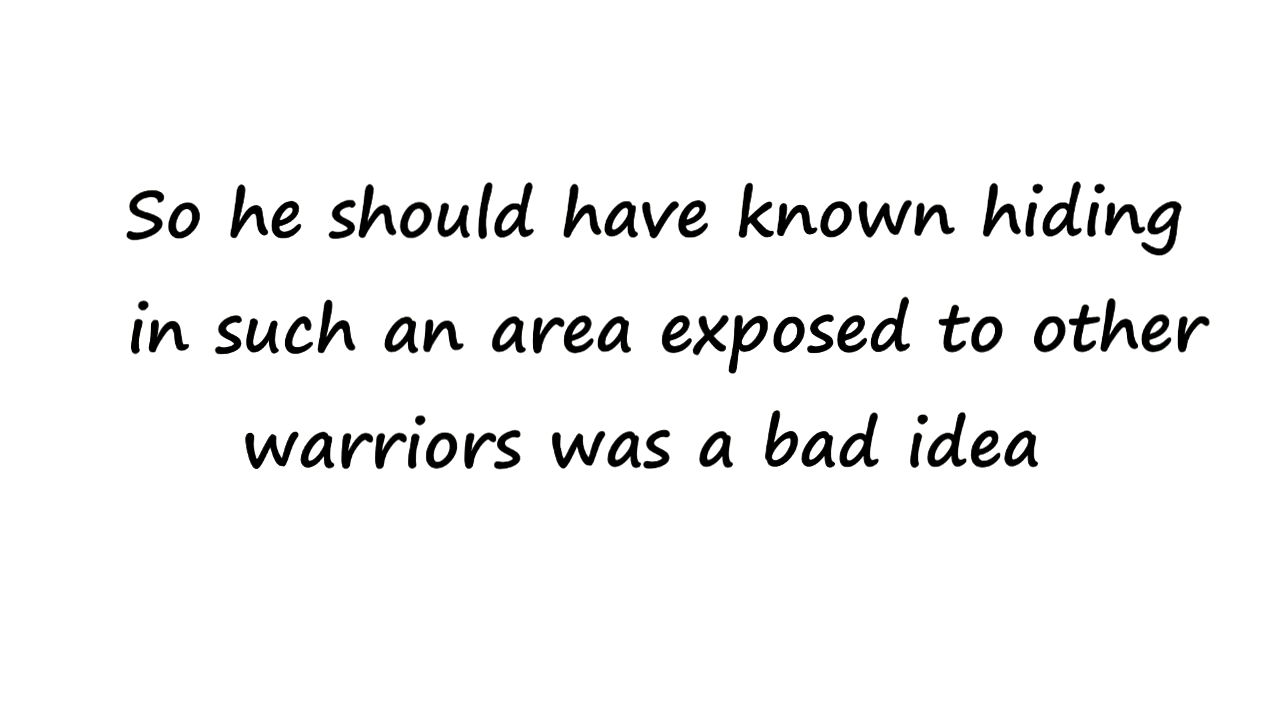 So he should have known hiding
in such an area exposed to other
warriors was a bad idea